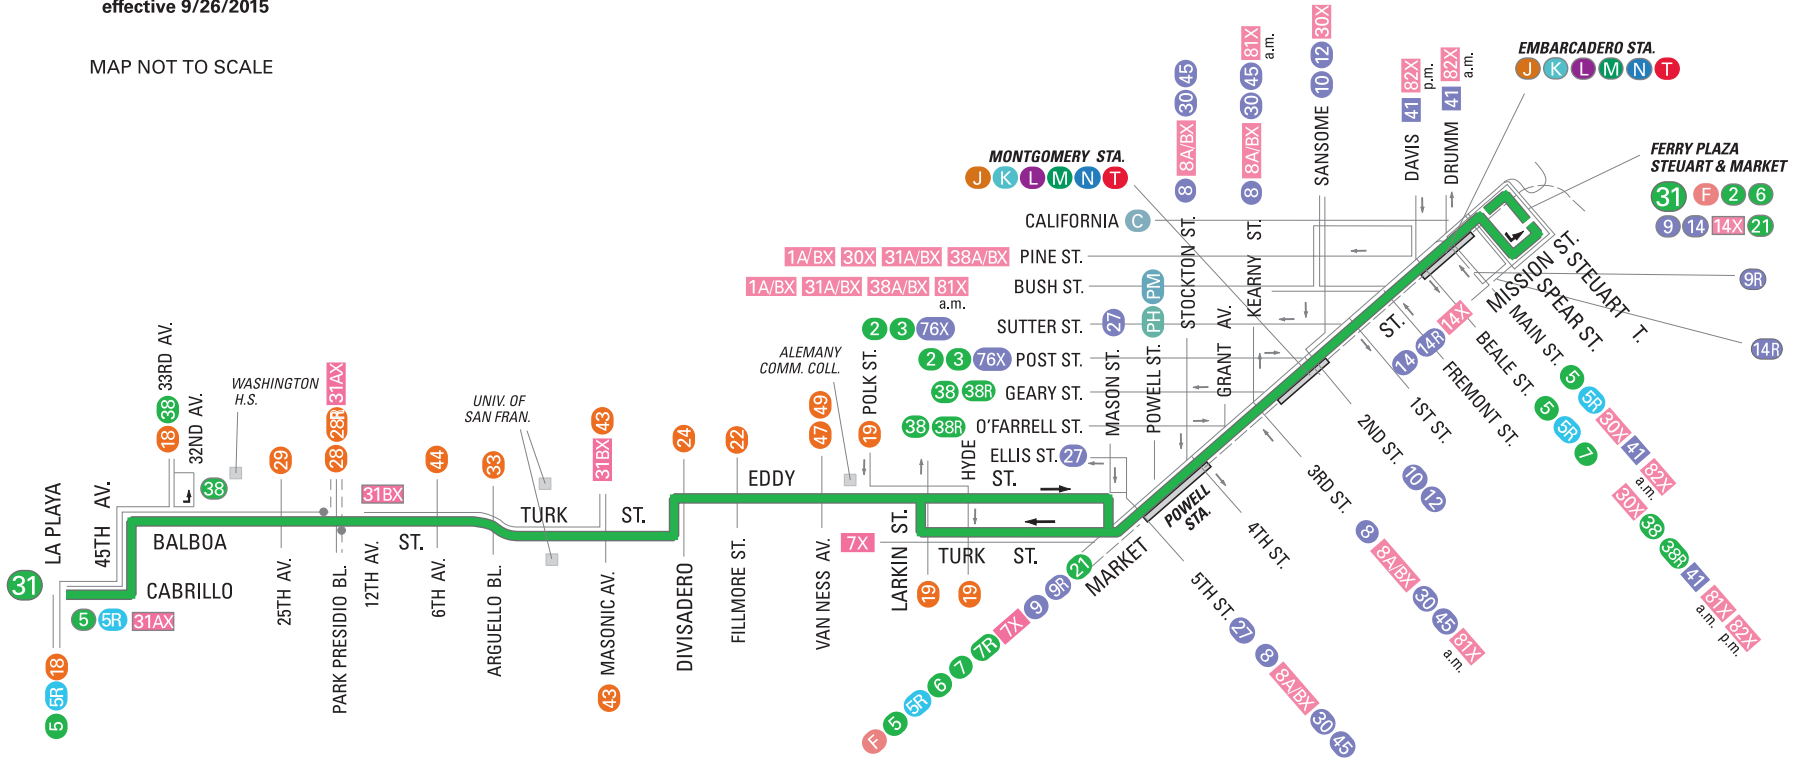 effective 9/26/2015
MAP NOT TO SCALE
EMBARCADERO STA.
J K L M N T
FERRY PLAZA
STEUART & MARKET
31 F 2 6
9 14 14X 21
9R
14R
MONTGOMERY STA.
J K L M N T
CALIFORNIA C
1A/BX 30X 31A/BX 38A/BX PINE ST.
1A/BX 31A/BX 38A/BX 81X BUSH ST.
a.m.
27 SUTTER ST.
2 3 76X
2 3 76X POST ST.
38 38R GEARY ST.
38 38R O'FARRELL ST.
ELLIS ST. 27
PH PM
8 8A/BX 30 45
STOCKTON ST.
8 8A/BX 30 45 81X
a.m.
KEARNY ST.
SANSOME 10 12 30X
DAVIS 41 82X
p.m.
DRUMM 41 82X
a.m.
GRANT AV.
POWELL ST.
MASON ST.
HYDE
19 POLK ST.
ALEMANY
COMM. COLL.
47 49
22
24
31BX 43
UNIV. OF
SAN FRAN.
33
44
31BX
28 28R 31AX
29
WASHINGTON
H.S.
18 38 33RD AV.
32ND AV.
38
45TH AV.
LA PLAYA
31
BALBOA ST.
CABRILLO
5 5R 31AX
5 5R 18
25TH AV.
PARK PRESIDIO BL.
12TH AV.
6TH AV.
ARGUELLO BL.
43 MASONIC AV.
TURK ST.
DIVISADERO
FILLMORE ST.
VAN NESS AV.
EDDY ST.
LARKIN ST.
7X
TURK ST.
19
19
MARKET ST.
F 5 5R 6 7 7R 7X 9 9R 21
POWELL
STA.
5TH ST. 27 8 8A/BX 30 45
4TH ST.
3RD ST. 8 8A/BX 30 45 81X
a.m.
2ND ST. 10 12
1ST ST.
FREMONT ST.
14 14R 14X
MISSION ST.
BEALE ST. 5 5R 7
MAIN ST. 5 5R 30X 41 82X
a.m.
SPEAR ST.
STEUART ST.
30X 38 38R 41 81X 82X
a.m. p.m.